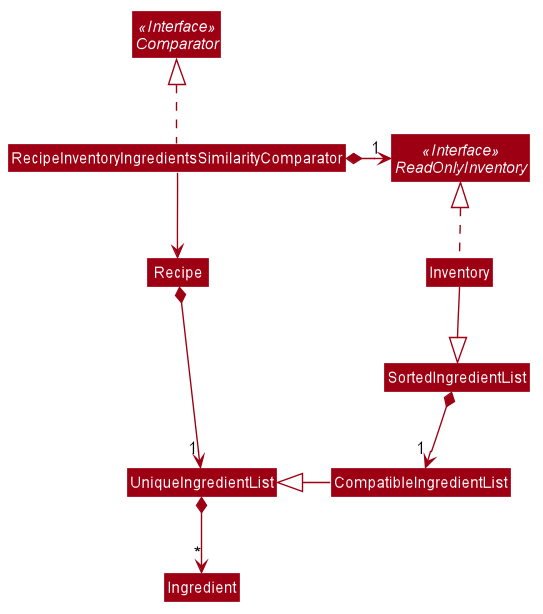 «Interface»
Comparator
RecipeInventoryIngredientsSimilarityComparator
1
«Interface»
ReadOnlyInventory
Recipe
Inventory
SortedIngredientList
1
1
UniqueIngredientList
CompatibleIngredientList
*
Ingredient